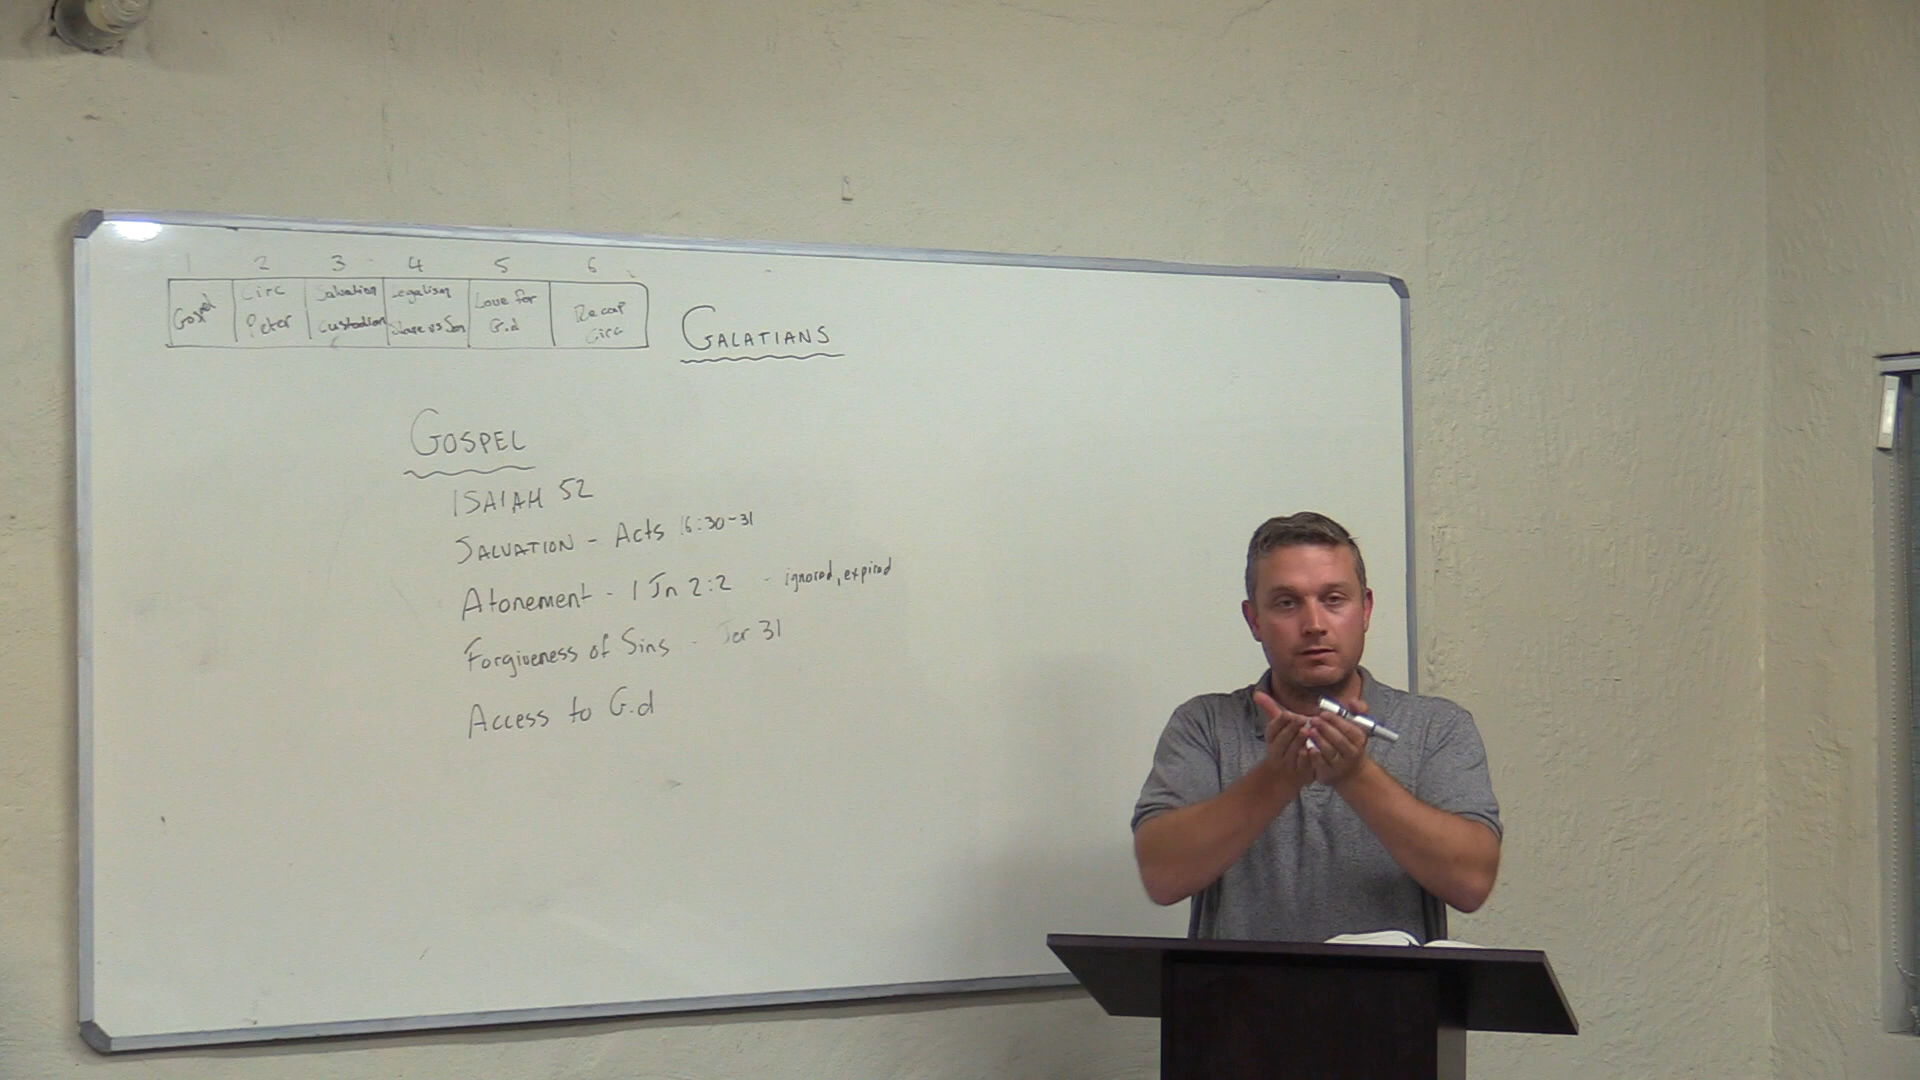 1 2 3 4 5 6
Gospel Circ Salvation Legalism Love for Recap
Peter Custodian Slave vs Son G.d Circ
GALATIANS
GOSPEL
ISAIAH 52
SALVATION - Acts 16:30-31
Atonement - 1 Jn 2:2 - ignored, expired
Forgiveness of Sins - Jer 31
Access to G.d